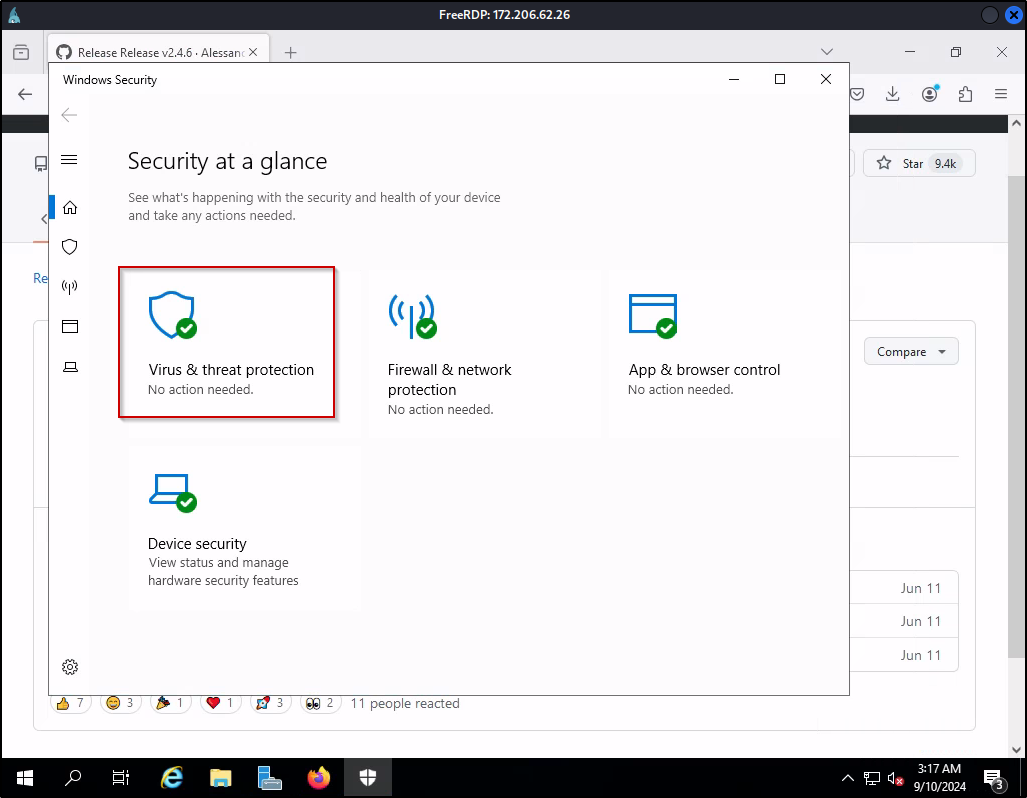 FreeRDP: 172.206.62.26
Release Release v2.4.6 · Alessan
Windows Security
Security at a glance
See what's happening with the security and health of your device
and take any actions needed.
Star 9.4k
Re
Virus & threat protection
No action needed.
Firewall & network
protection
No action needed.
App & browser control
No action needed.
Compare
Device security
View status and manage
hardware security features
Jun 11
Jun 11
Jun 11
7 3 1 1 3 2 11 people reacted
3:17 AM
9/10/2024
3